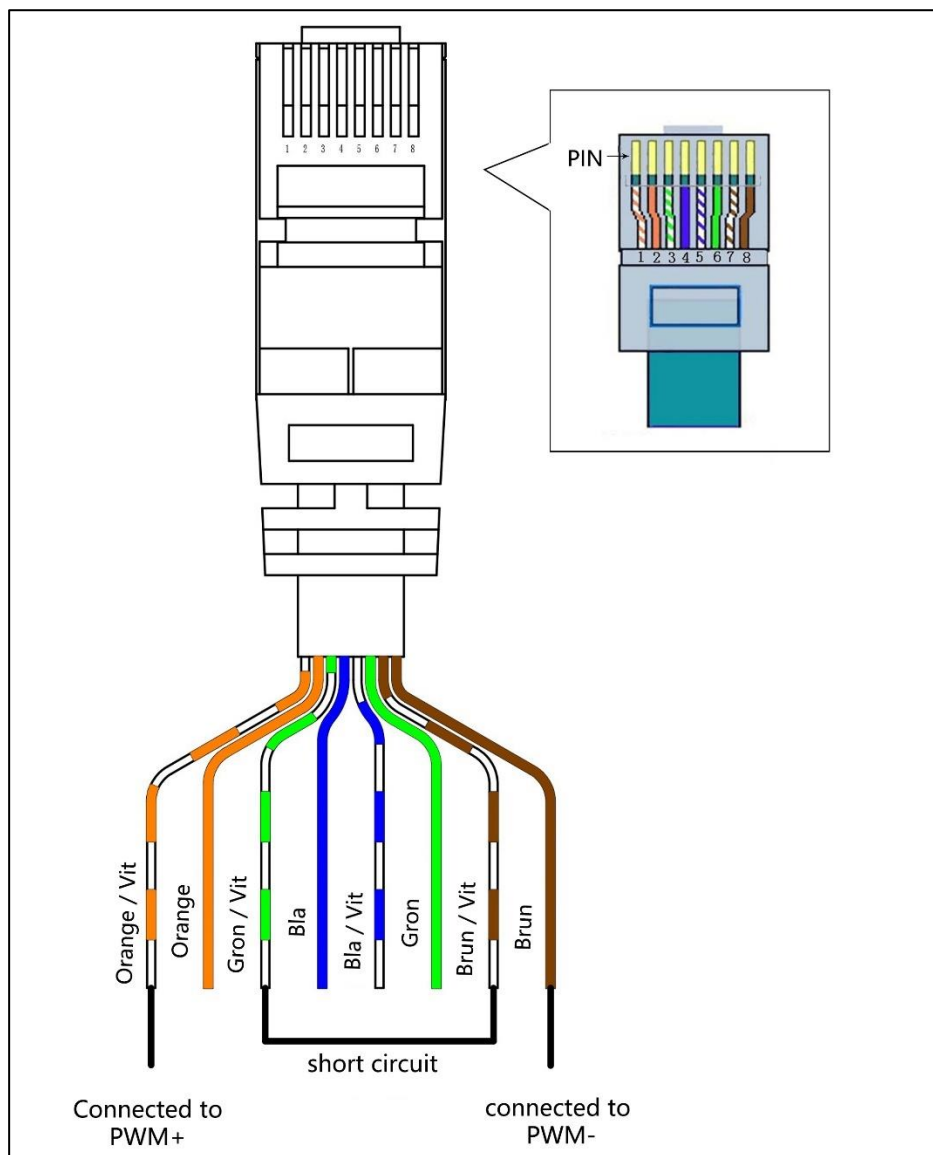 1 2 3 4 5 6 7 8
PIN
1 2 3 4 5 6 7 8
Orange / Vit
Orange
Gron / Vit
Bla
Bla / Vit
Gron
Brun / Vit
Brun
short circuit
Connected to
PWM+
connected to
PWM-